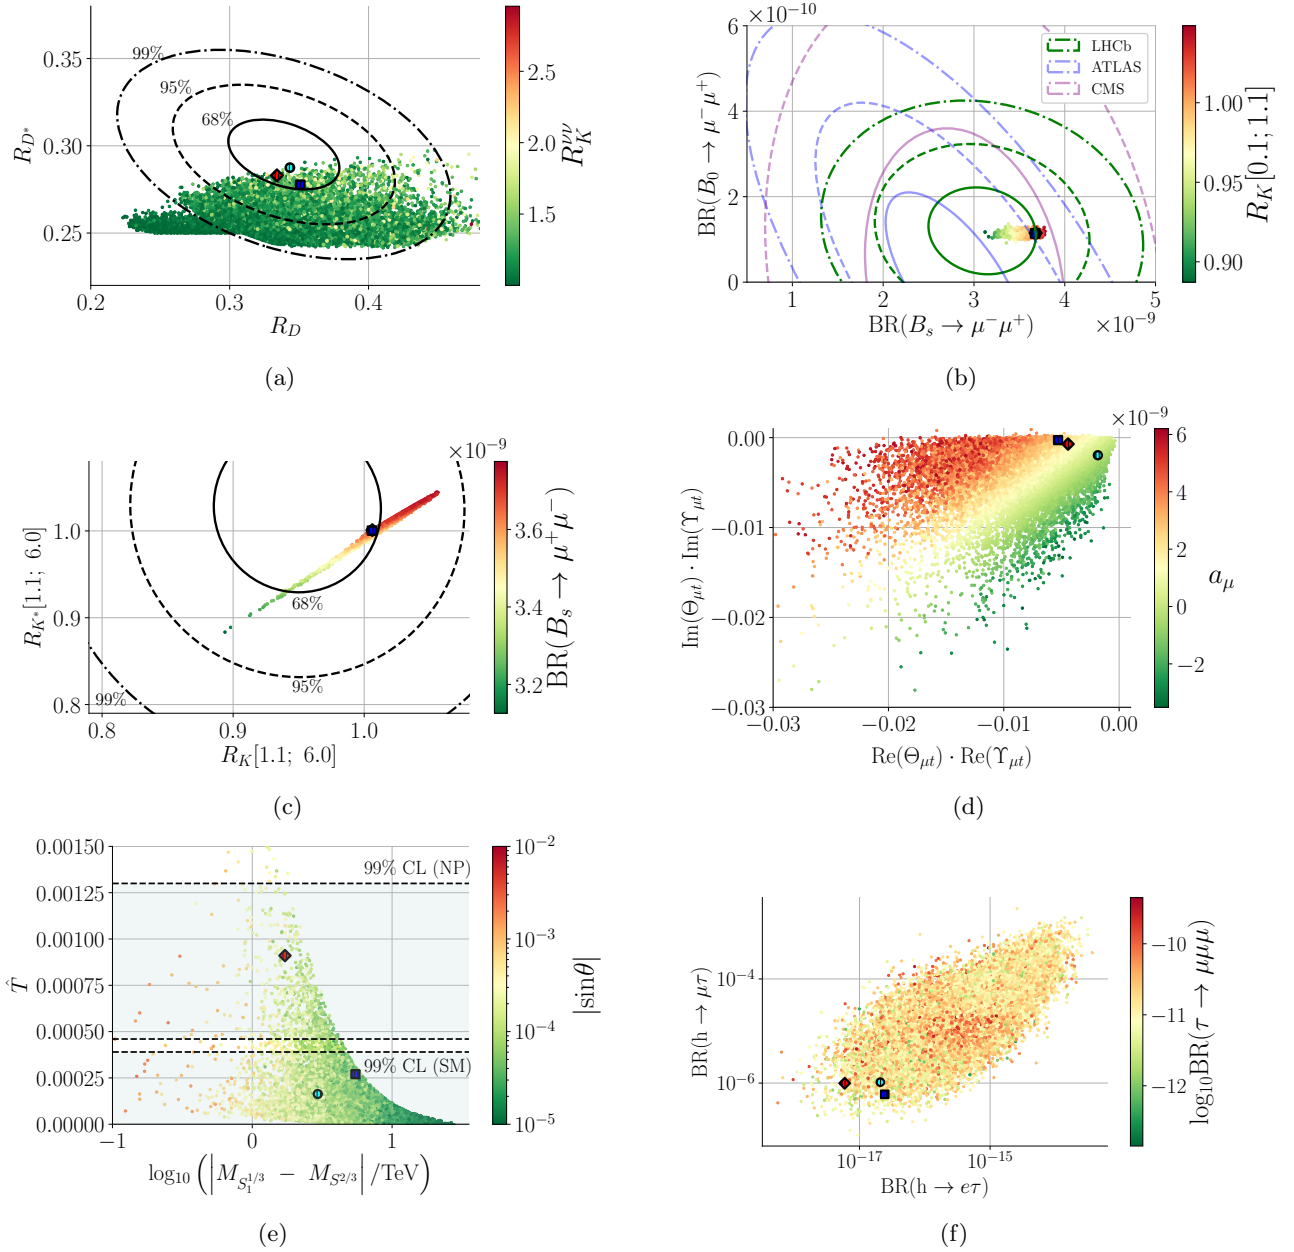 0.35
0.30
0.25
0.2
0.3
0.4
R_{D*}
R_D
99%
95%
68%
2.5
2.0
1.5
R_K^{νν}
(a)
×10⁻¹⁰
6
4
2
0
1
2
3
4
5
×10⁻⁹
BR(B₀ → μ⁻μ⁺)
BR(B_s → μ⁻μ⁺)
LHCb
ATLAS
CMS
1.00
0.95
0.90
R_K[0.1; 1.1]
(b)
1.0
0.9
0.8
0.8
0.9
1.0
R_{K*}[1.1; 6.0]
R_K[1.1; 6.0]
68%
95%
99%
×10⁻⁹
3.6
3.4
3.2
BR(B_s → μ⁺μ⁻)
(c)
0.00
−0.01
−0.02
−0.03
−0.03
−0.02
−0.01
0.00
Im(Θ_{μt}) · Im(ϒ_{μt})
Re(Θ_{μt}) · Re(ϒ_{μt})
×10⁻⁹
6
4
2
0
−2
a_μ
(d)
0.00150
0.00125
0.00100
0.00075
0.00050
0.00025
0.00000
−1
0
1
T̂
99% CL (NP)
99% CL (SM)
log₁₀(|M_{S₁^{1/3}} − M_{S^{2/3}}|/TeV)
10⁻²
10⁻³
10⁻⁴
10⁻⁵
|sinθ|
(e)
10⁻⁴
10⁻⁶
10⁻¹⁷
10⁻¹⁵
BR(h → μτ)
BR(h → eτ)
−10
−11
−12
log₁₀BR(τ → μμμ)
(f)